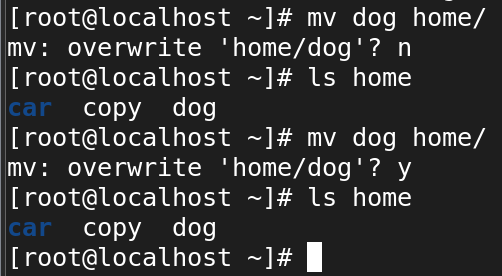 [root@localhost ~]# mv dog home/
mv: overwrite 'home/dog'? n
[root@localhost ~]# ls home
car  copy  dog
[root@localhost ~]# mv dog home/
mv: overwrite 'home/dog'? y
[root@localhost ~]# ls home
car  copy  dog
[root@localhost ~]#